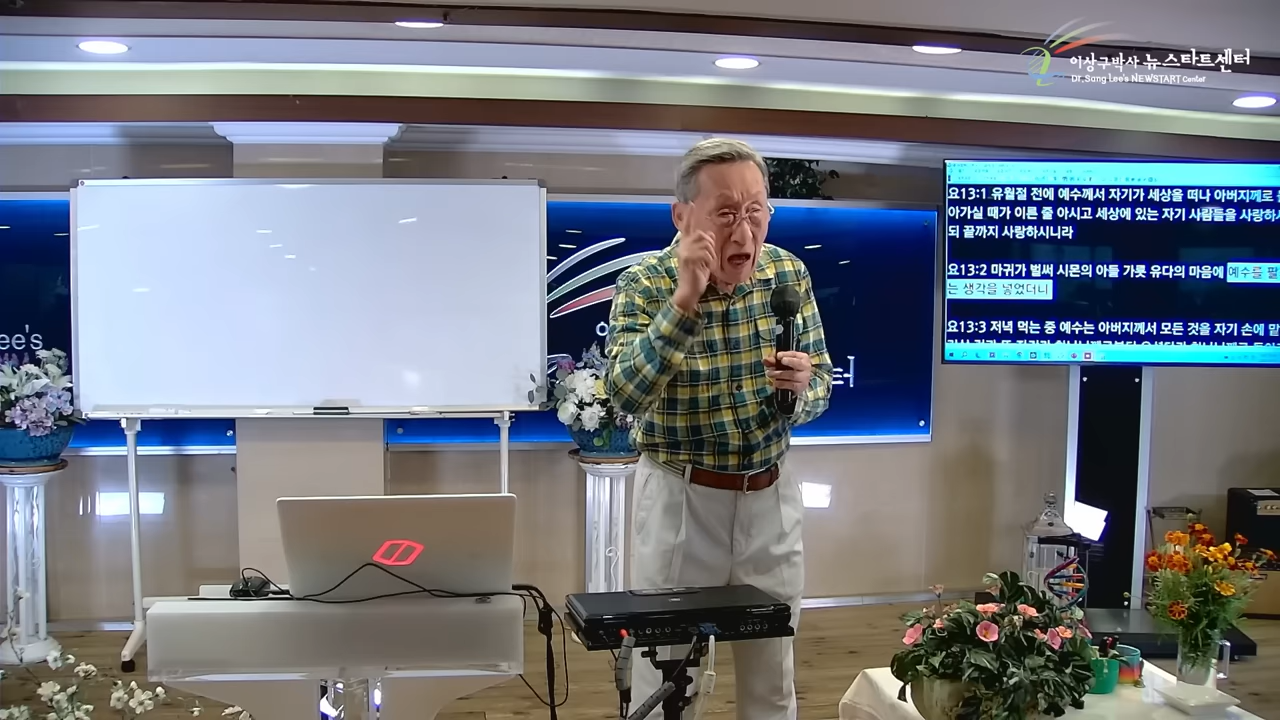 이상구박사 뉴스타트센터
Dr. Sang Lee's NEWSTART Center
요13:1 유월절 전에 예수께서 자기가 세상을 떠나 아버지께로
아가실 때가 이른 줄 아시고 세상에 있는 자기 사람들을 사랑하시
되 끝까지 사랑하시니라
요13:2 마귀가 벌써 시몬의 아들 가룟 유다의 마음에 예수를 팔
는 생각을 넣었더니
요13:3 저녁 먹는 중 예수는 아버지께서 모든 것을 자기 손에 맡
Lee's